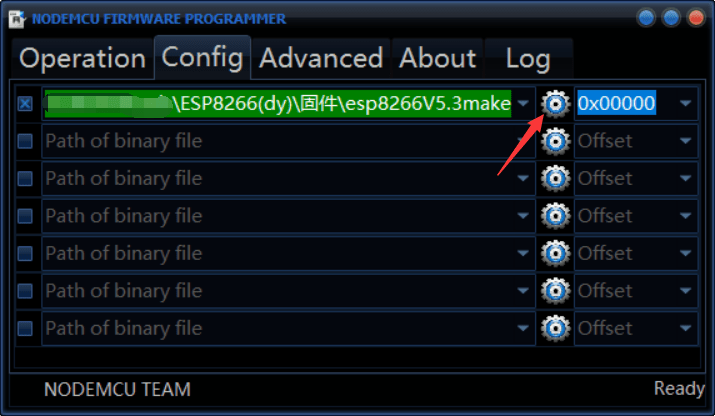 NODEMCU FIRMWARE PROGRAMMER
Operation Config Advanced About Log
\ESP8266(dy)\固件\esp8266V5.3make 0x00000
Path of binary file Offset
Path of binary file Offset
Path of binary file Offset
Path of binary file Offset
Path of binary file Offset
Path of binary file Offset
NODEMCU TEAM Ready